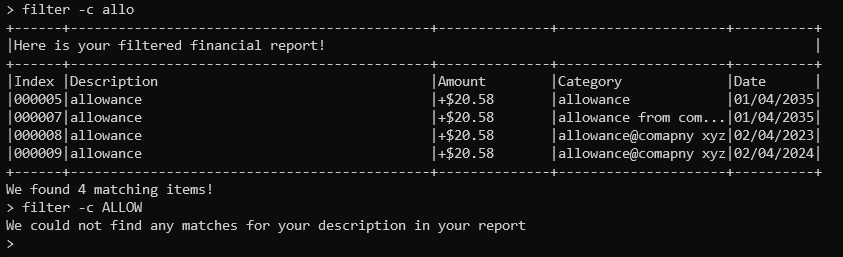 > filter -c allo
+------+----------------------------------------+-------------+---------------------+----------+
|Here is your filtered financial report! |
+------+----------------------------------------+-------------+---------------------+----------+
|Index |Description |Amount |Category |Date |
|000005|allowance |+$20.58 |allowance |01/04/2035|
|000007|allowance |+$20.58 |allowance from com...|01/04/2035|
|000008|allowance |+$20.58 |allowance@comapny xyz|02/04/2023|
|000009|allowance |+$20.58 |allowance@comapny xyz|02/04/2024|
+------+----------------------------------------+-------------+---------------------+----------+
We found 4 matching items!
> filter -c ALLOW
We could not find any matches for your description in your report
>